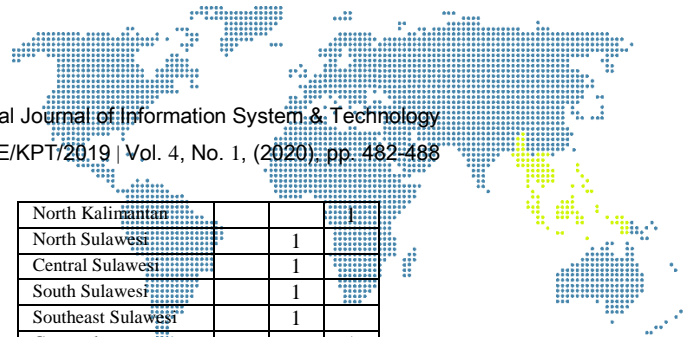 al Journal of Information System & Technology
E/KPT/2019 | Vol. 4, No. 1, (2020), pp. 482-488
North Kalimantan 1
North Sulawesi 1
Central Sulawesi 1
South Sulawesi 1
Southeast Sulawesi 1